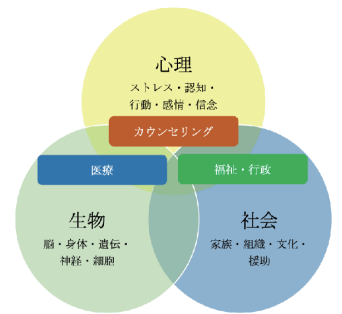 心理
ストレス・認知・
行動・感情・信念
カウンセリング
医療
福祉・行政
生物
脳・身体・遺伝・
神経・細胞
社会
家族・組織・文化・
援助